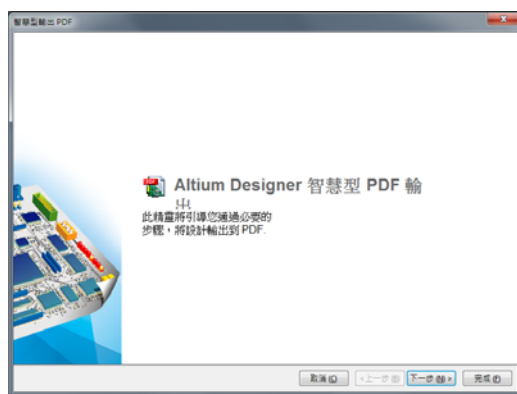 智慧型輸出 PDF
Altium Designer 智慧型 PDF 輸
出
此精靈將引導您通過必要的
步驟，將設計輸出到 PDF.
取消 (C) <上一步 (B) 下一步 (N) > 完成 (F)